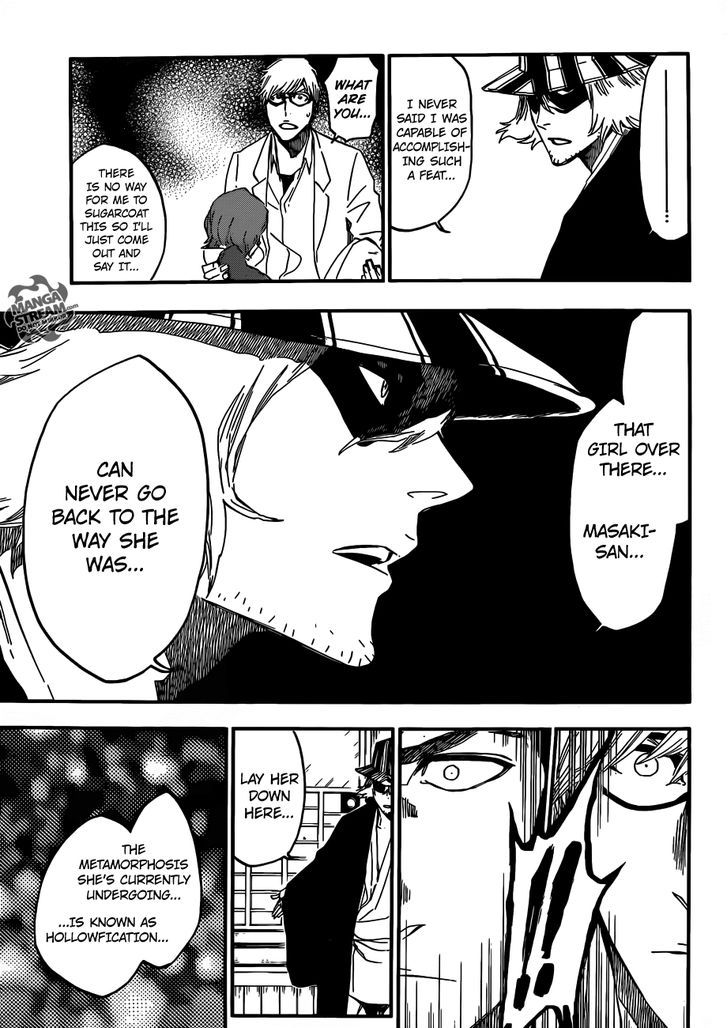 .........
I NEVER
SAID I WAS
CAPABLE OF
ACCOMPLISH-
ING SUCH
A FEAT...
WHAT
ARE
YOU...
THERE
IS NO WAY
FOR ME TO
SUGARCOAT
THIS SO I'LL
JUST COME
OUT AND
SAY IT...
MANGA
STREAM.com
THAT
GIRL OVER
THERE...
MASAKI-
SAN...
CAN
NEVER GO
BACK TO THE
WAY SHE
WAS...
!!
LAY HER
DOWN
HERE...
THE
METAMORPHOSIS
SHE'S CURRENTLY
UNDERGOING...
...IS KNOWN AS
HOLLOWFICATION...